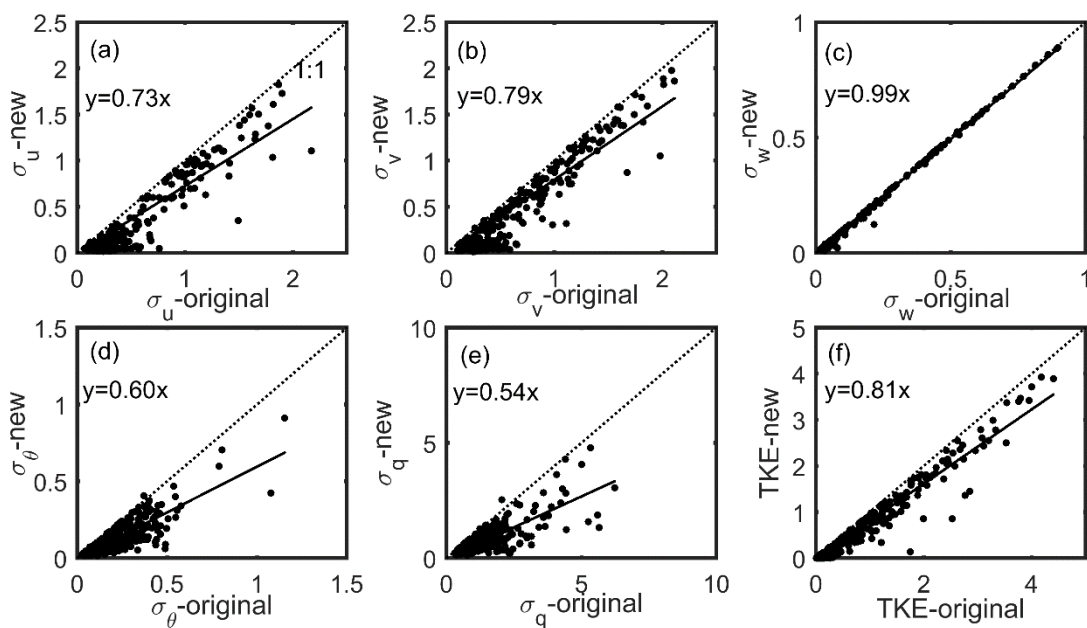 (a)
1:1
y=0.73x
2.5
2
1.5
1
0.5
0
σu-new
0 1 2
σu-original
(b)
y=0.79x
2.5
2
1.5
1
0.5
0
σv-new
0 1 2
σv-original
(c)
y=0.99x
1
0.5
0
σw-new
0 0.5 1
σw-original
(d)
y=0.60x
1.5
1
0.5
0
σθ-new
0 0.5 1 1.5
σθ-original
(e)
y=0.54x
10
5
0
σq-new
0 5 10
σq-original
(f)
y=0.81x
5
4
3
2
1
0
TKE-new
0 2 4
TKE-original